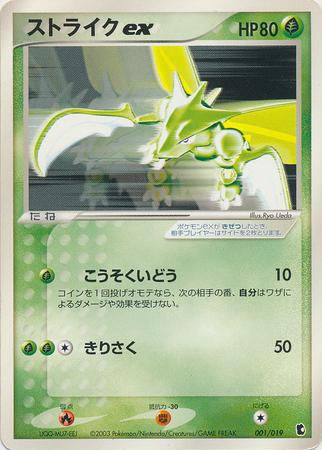 ストライクex HP80
Illus.Ryo Ueda
たね
ポケモンexがきぜつしたとき、
相手プレイヤーはサイドを2枚とります。
こうそくいどう 10
コインを1回投げオモテなら、次の相手の番、自分はワザに
よるダメージや効果を受けない。
きりさく 50
弱点 抵抗力 -30 にげる
UQQ-MU7-EEJ ©2003 Pokémon/Nintendo/Creatures/GAME FREAK 001/019